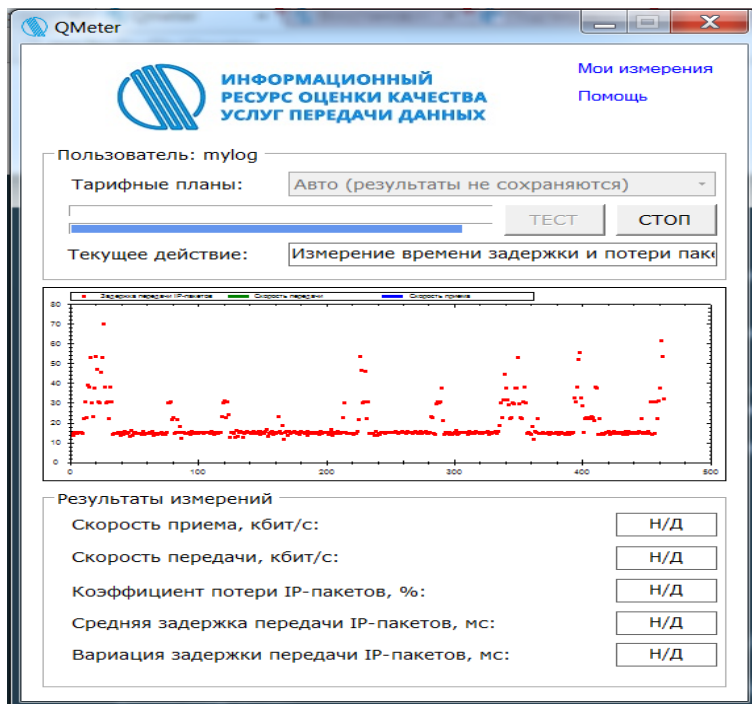 QMeter
ИНФОРМАЦИОННЫЙ
РЕСУРС ОЦЕНКИ КАЧЕСТВА
УСЛУГ ПЕРЕДАЧИ ДАННЫХ
Мои измерения
Помощь
Пользователь: mylog
Тарифные планы:
Авто (результаты не сохраняются)
ТЕСТ
СТОП
Текущее действие:
Измерение времени задержки и потери паке
Задержка передачи IP-пакетов
Скорость передачи
Скорость приема
80
70
60
50
40
30
20
10
0
0 100 200 300 400 500
Результаты измерений
Скорость приема, кбит/с:
Н/Д
Скорость передачи, кбит/с:
Н/Д
Коэффициент потери IP-пакетов, %:
Н/Д
Средняя задержка передачи IP-пакетов, мс:
Н/Д
Вариация задержки передачи IP-пакетов, мс:
Н/Д